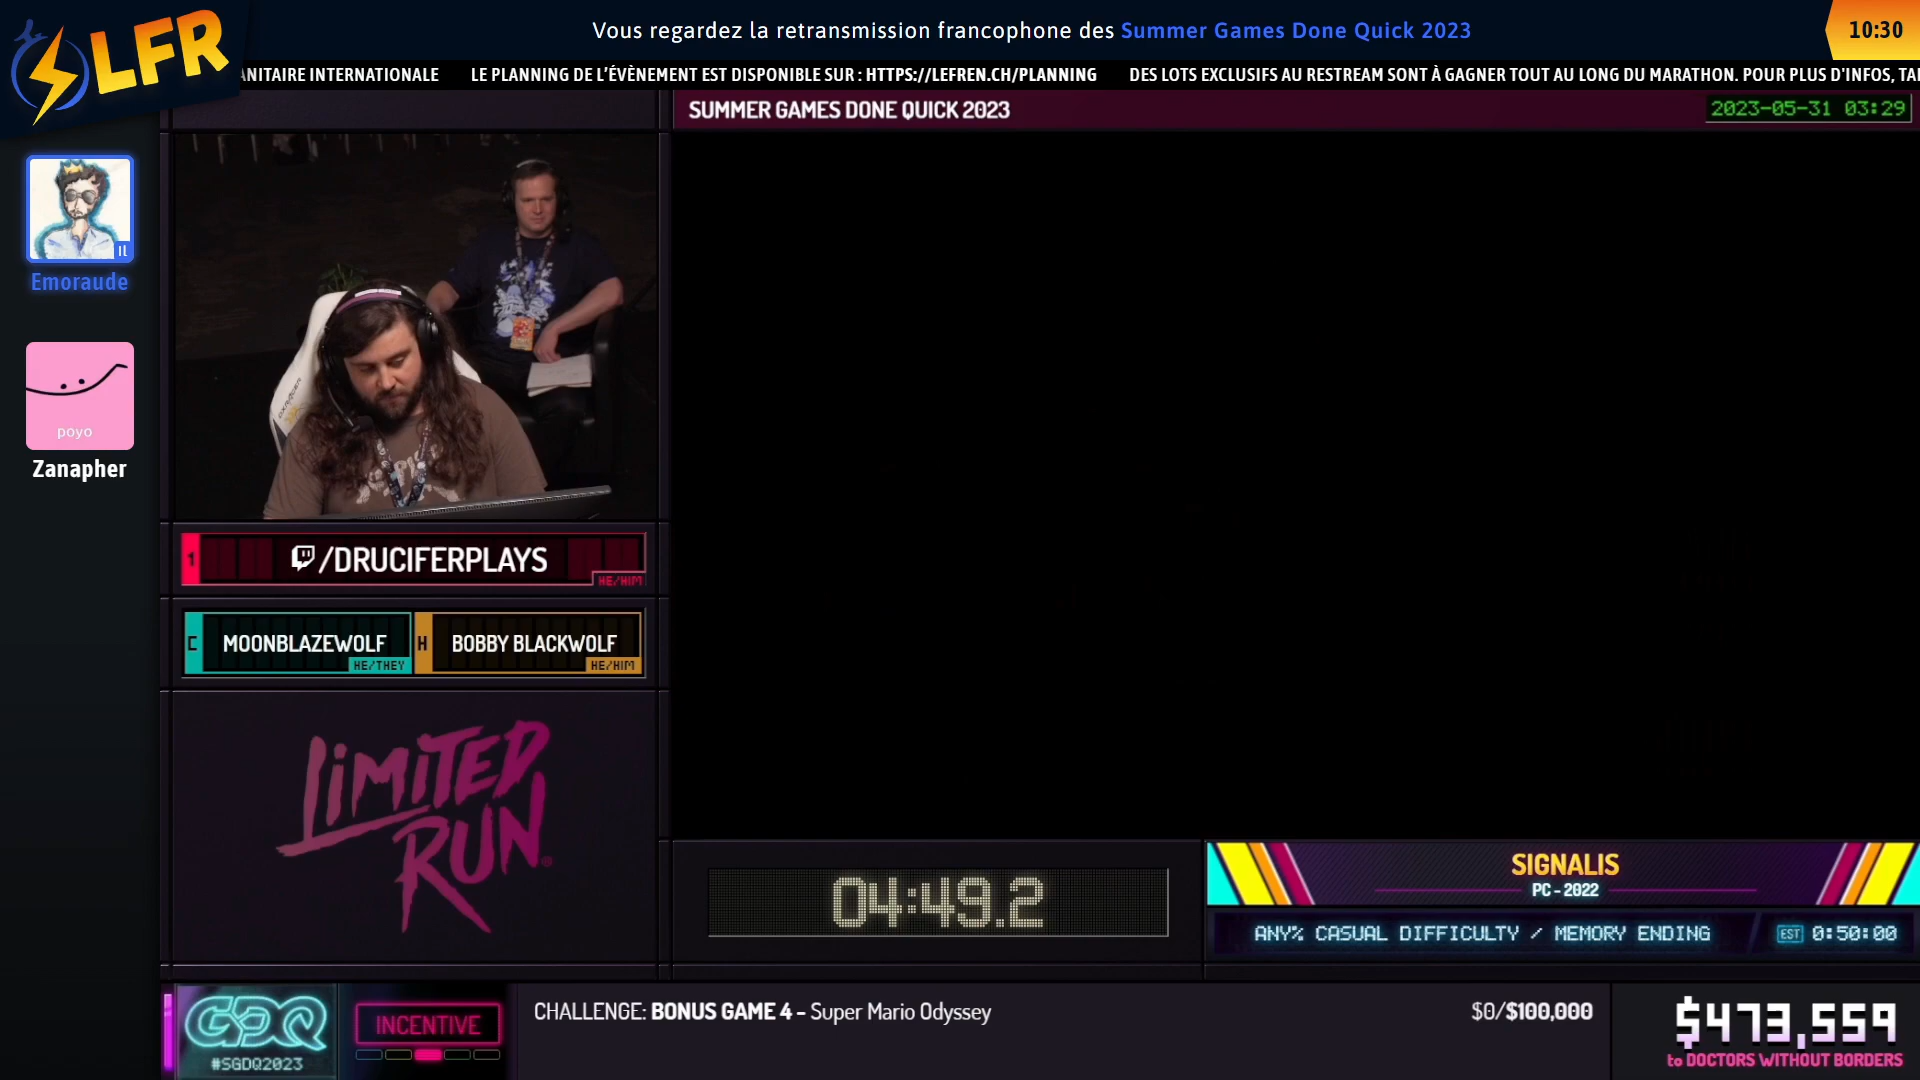 LFR
Vous regardez la retransmission francophone des Summer Games Done Quick 2023
10:30
ANITAIRE INTERNATIONALE LE PLANNING DE L'ÉVÈNEMENT EST DISPONIBLE SUR : HTTPS://LEFREN.CH/PLANNING DES LOTS EXCLUSIFS AU RESTREAM SONT À GAGNER TOUT AU LONG DU MARATHON. POUR PLUS D'INFOS, TA
SUMMER GAMES DONE QUICK 2023
2023-05-31 03:29
Il
Emoraude
poyo
Zanapher
1
/DRUCIFERPLAYS
HE/HIM
C
MOONBLAZEWOLF
HE/THEY
H
BOBBY BLACKWOLF
HE/HIM
LIMITED
RUN
04:49.2
SIGNALIS
PC - 2022
ANY% CASUAL DIFFICULTY / MEMORY ENDING
EST 0:50:00
GDQ
#SGDQ2023
INCENTIVE
CHALLENGE: BONUS GAME 4 - Super Mario Odyssey
$0/$100,000
$473,559
to DOCTORS WITHOUT BORDERS